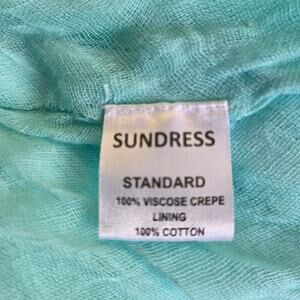 SUNDRESS
STANDARD
100% VISCOSE CREPE
LINING
100% COTTON